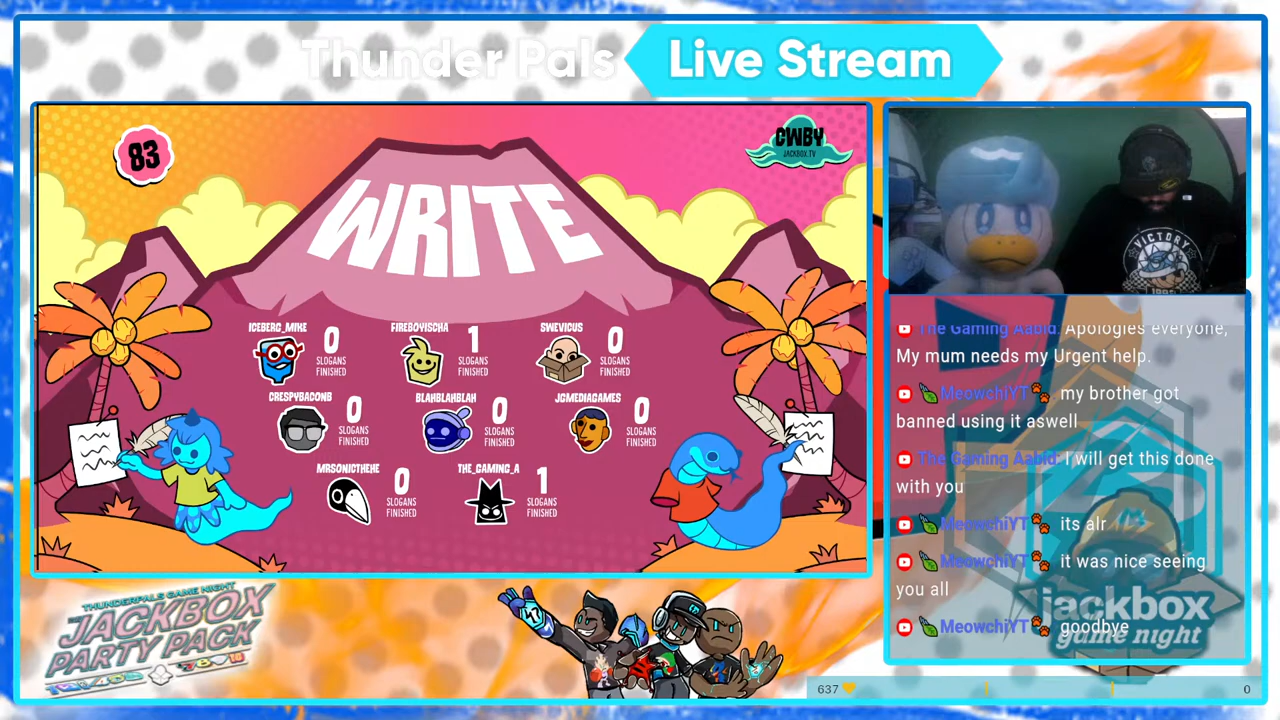 Thunder Pals
Live Stream
83
CWBY
JACKBOX.TV
WRITE
ICEBERG_MIKE
0
SLOGANS
FINISHED
FIREBOYISCHA
1
SLOGANS
FINISHED
SWEVICUS
0
SLOGANS
FINISHED
CRESPYBACONB
0
SLOGANS
FINISHED
BLAHBLAHBLAH
0
SLOGANS
FINISHED
JGMEDIAGAMES
0
SLOGANS
FINISHED
MRSONICTHEHE
0
SLOGANS
FINISHED
THE_GAMING_A
1
SLOGANS
FINISHED
VICTORY
The Gaming Aabid: Apologies everyone,
My mum needs my Urgent help.
MeowchiYT my brother got
banned using it aswell
The Gaming Aabid: I will get this done
with you
MeowchiYT its alr
MeowchiYT it was nice seeing
you all
MeowchiYT goodbye
jackbox
game night
THUNDERPALS GAME NIGHT
JACKBOX
PARTY PACK
637
0